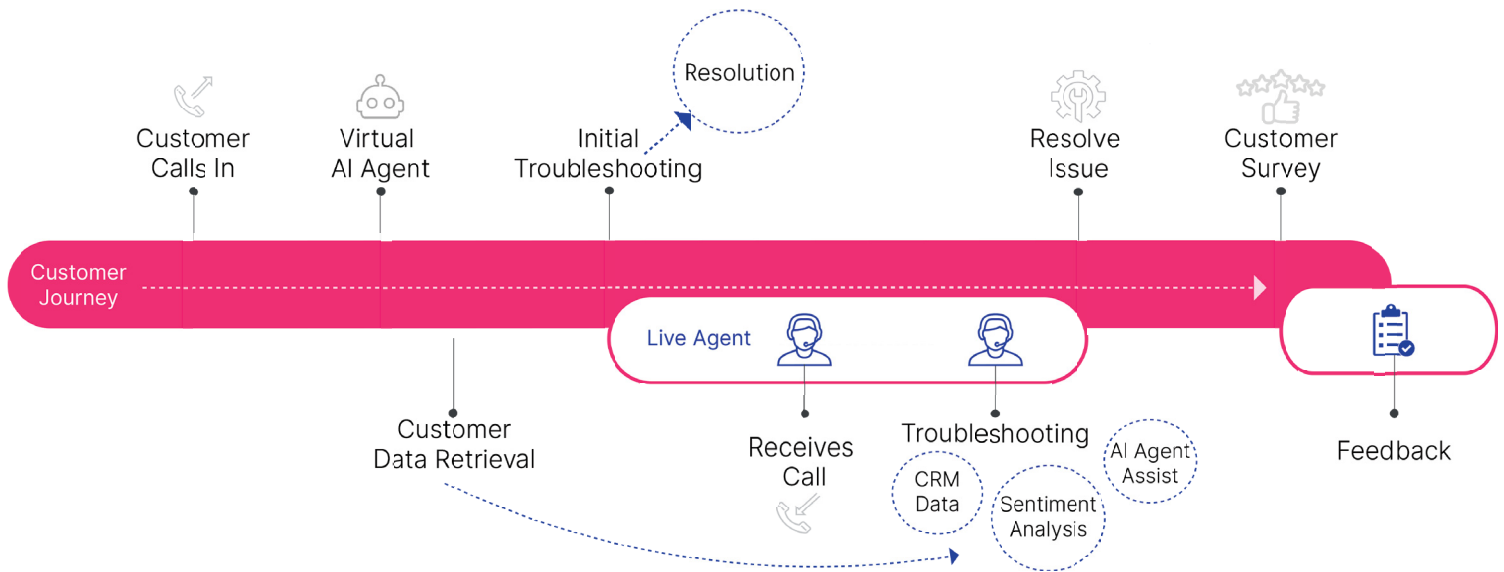 Resolution
Customer
Calls In
Virtual
AI Agent
Initial
Troubleshooting
Resolve
Issue
Customer
Survey
Customer
Journey
Live Agent
Customer
Data Retrieval
Receives
Call
Troubleshooting
CRM
Data
Sentiment
Analysis
AI Agent
Assist
Feedback